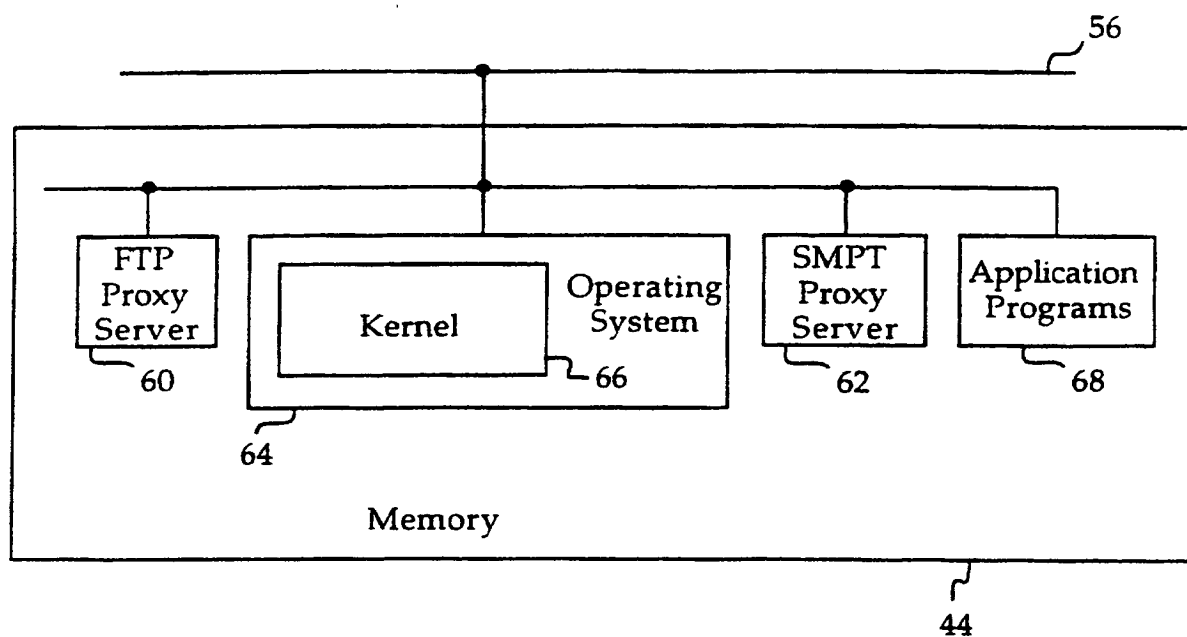 56
FTP
Proxy
Server
60
Kernel
66
Operating
System
64
SMPT
Proxy
Server
62
Application
Programs
68
Memory
44